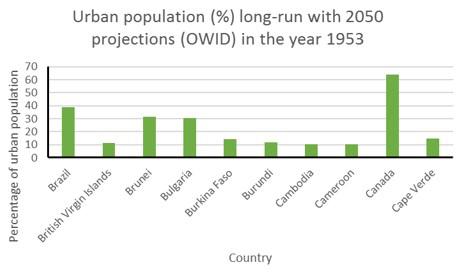 Urban population (%) long-run with 2050
projections (OWID) in the year 1953
Percentage of urban population
70
60
50
40
30
20
10
0
Brazil
British Virgin Islands
Brunei
Bulgaria
Burkina Faso
Burundi
Cambodia
Cameroon
Canada
Cape Verde
Country